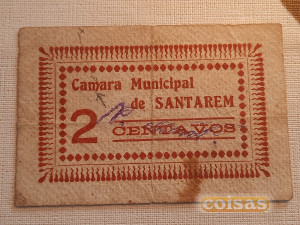 Camara Municipal
de SANTAREM
2 CENTAVOS
coisas